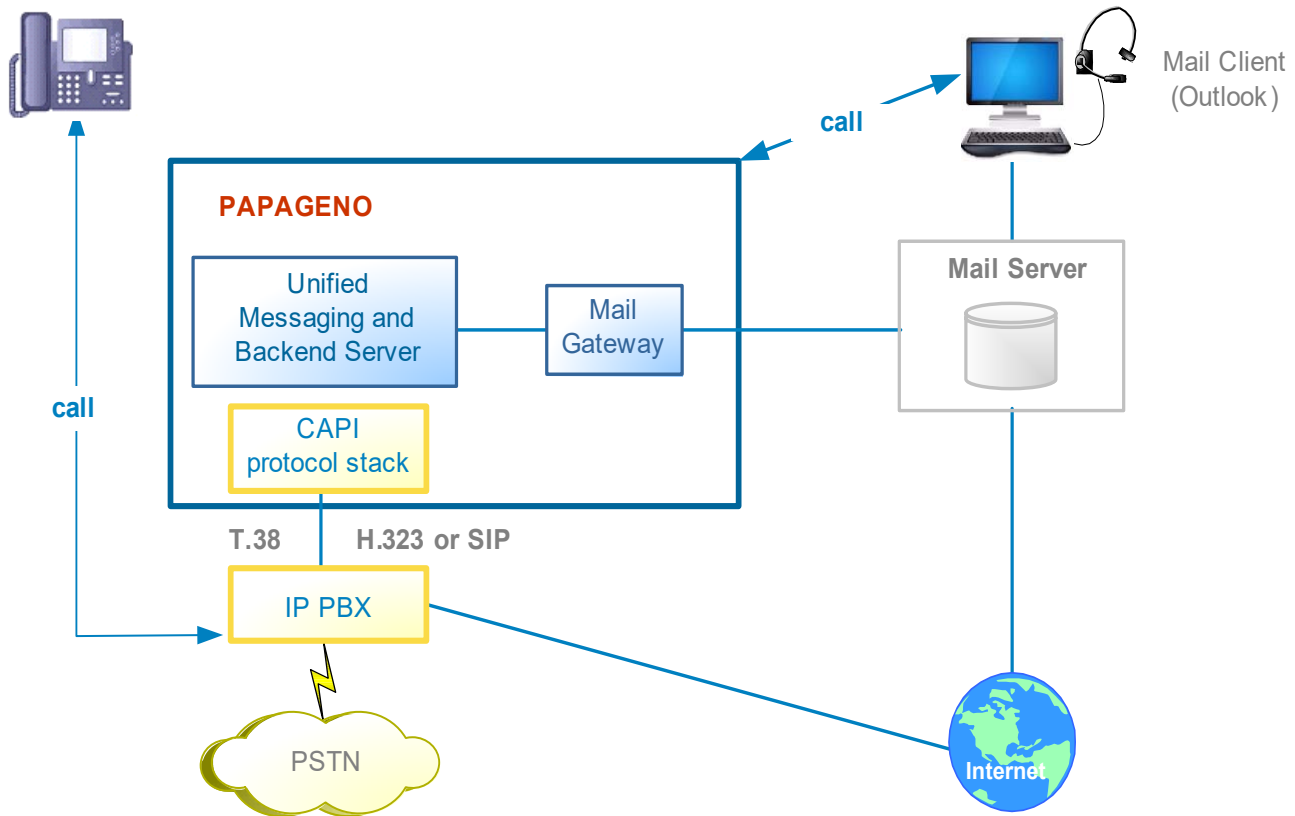 Mail Client
(Outlook)
call
PAPAGENO
Unified
Messaging and
Backend Server
Mail
Gateway
Mail Server
call
CAPI
protocol stack
T.38 H.323 or SIP
IP PBX
PSTN
Internet